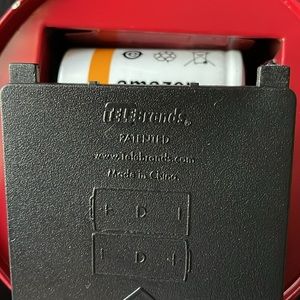 amazon
TELEbrands®
PATENTED
www.telebrands.com
Made in China
+ D -
+ D -